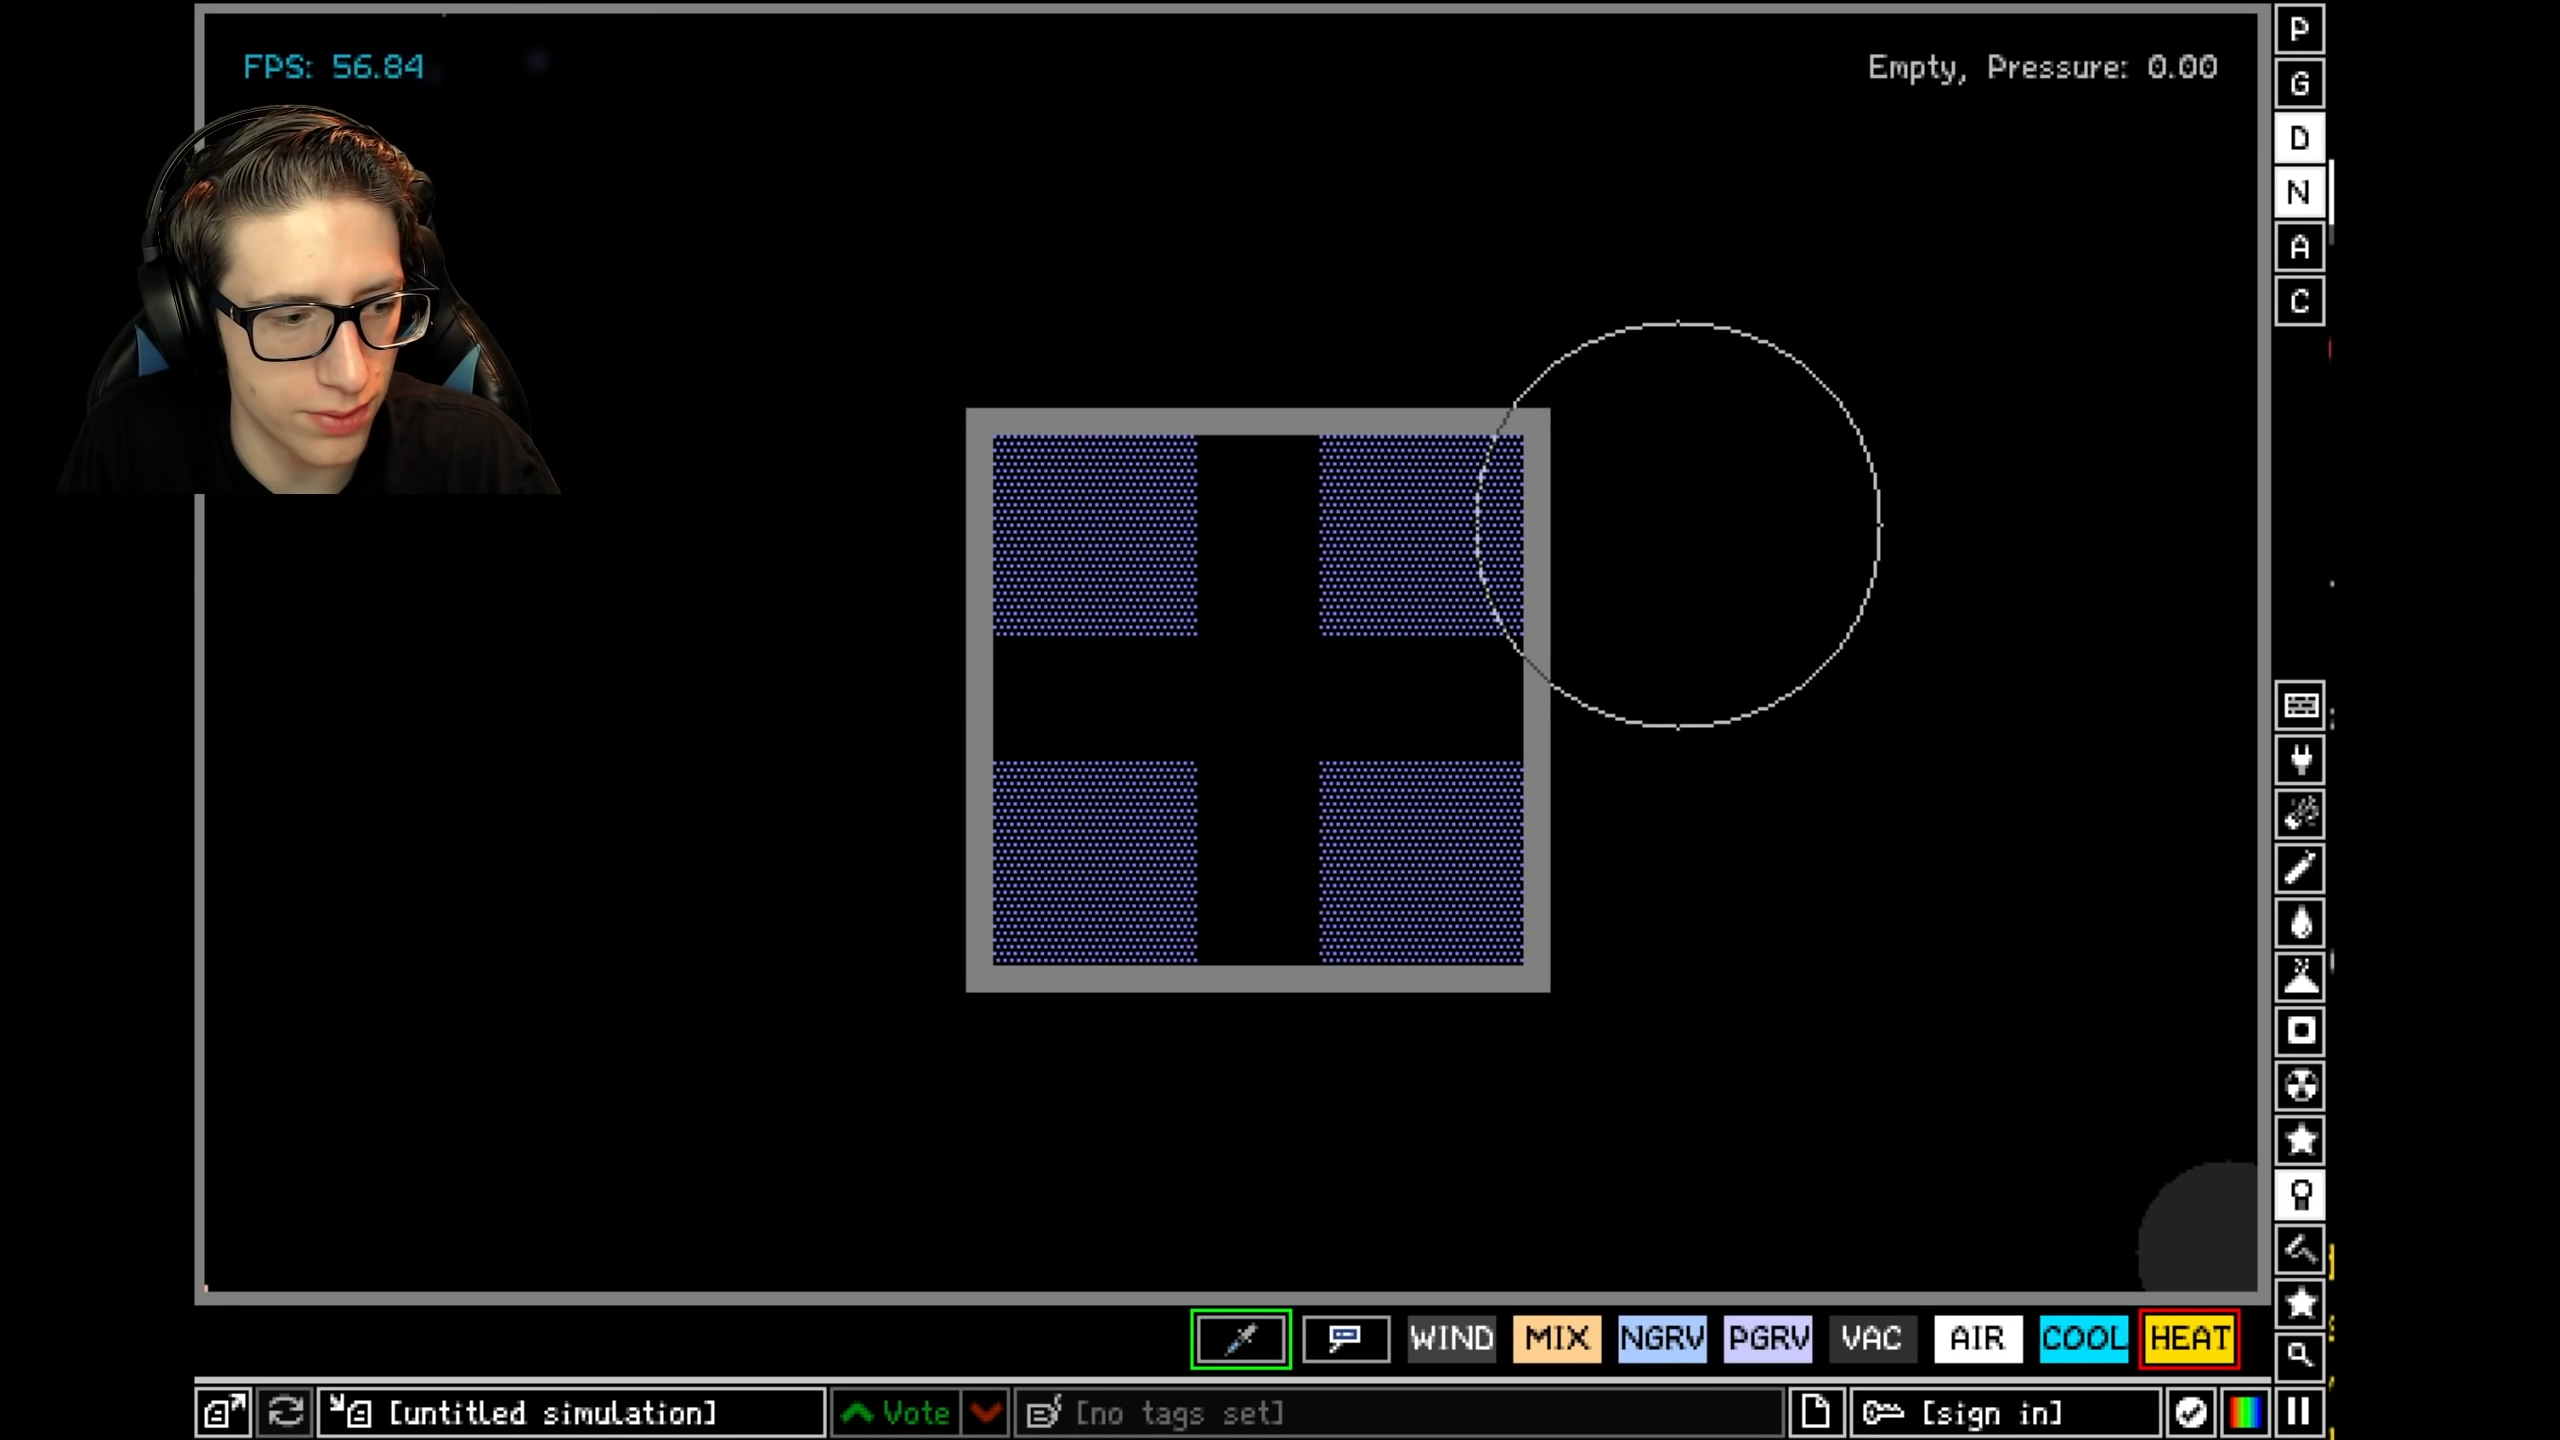 FPS: 56.84
Empty, Pressure: 0.00
P
G
D
N
A
C
WIND MIX NGRV PGRV VAC AIR COOL HEAT
[untitled simulation] Vote [no tags set] [sign in]